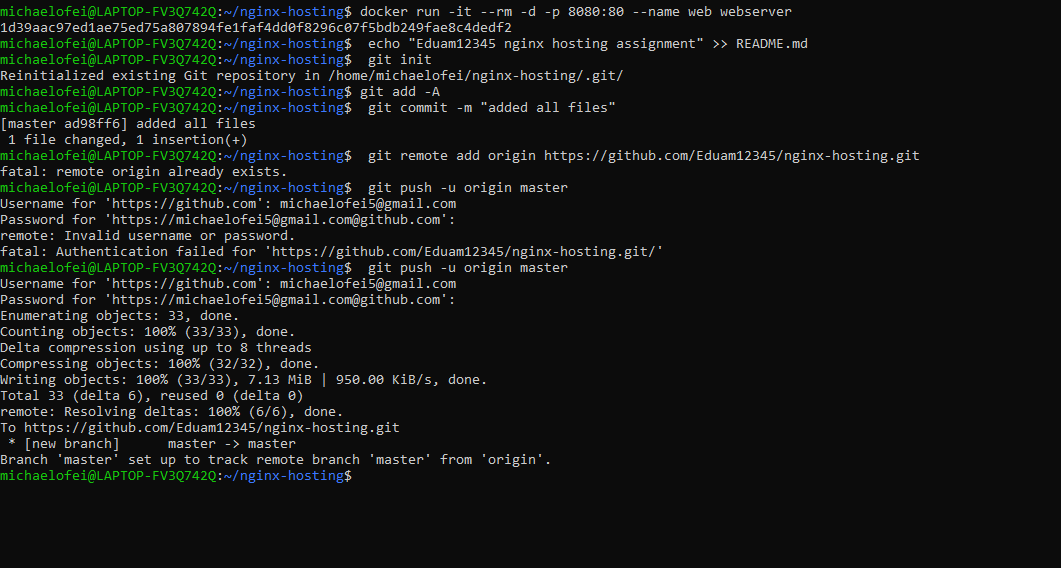 michaelofei@LAPTOP-FV3Q742Q:~/nginx-hosting$ docker run -it --rm -d -p 8080:80 --name web webserver
1d39aac97ed1ae75ed75a807894fe1faf4dd0f8296c07f5bdb249fae8c4dedf2
michaelofei@LAPTOP-FV3Q742Q:~/nginx-hosting$  echo "Eduam12345 nginx hosting assignment" >> README.md
michaelofei@LAPTOP-FV3Q742Q:~/nginx-hosting$  git init
Reinitialized existing Git repository in /home/michaelofei/nginx-hosting/.git/
michaelofei@LAPTOP-FV3Q742Q:~/nginx-hosting$ git add -A
michaelofei@LAPTOP-FV3Q742Q:~/nginx-hosting$  git commit -m "added all files"
[master ad98ff6] added all files
 1 file changed, 1 insertion(+)
michaelofei@LAPTOP-FV3Q742Q:~/nginx-hosting$  git remote add origin https://github.com/Eduam12345/nginx-hosting.git
fatal: remote origin already exists.
michaelofei@LAPTOP-FV3Q742Q:~/nginx-hosting$  git push -u origin master
Username for 'https://github.com': michaelofei5@gmail.com
Password for 'https://michaelofei5@gmail.com@github.com':
remote: Invalid username or password.
fatal: Authentication failed for 'https://github.com/Eduam12345/nginx-hosting.git/'
michaelofei@LAPTOP-FV3Q742Q:~/nginx-hosting$  git push -u origin master
Username for 'https://github.com': michaelofei5@gmail.com
Password for 'https://michaelofei5@gmail.com@github.com':
Enumerating objects: 33, done.
Counting objects: 100% (33/33), done.
Delta compression using up to 8 threads
Compressing objects: 100% (32/32), done.
Writing objects: 100% (33/33), 7.13 MiB | 950.00 KiB/s, done.
Total 33 (delta 6), reused 0 (delta 0)
remote: Resolving deltas: 100% (6/6), done.
To https://github.com/Eduam12345/nginx-hosting.git
 * [new branch]      master -> master
Branch 'master' set up to track remote branch 'master' from 'origin'.
michaelofei@LAPTOP-FV3Q742Q:~/nginx-hosting$